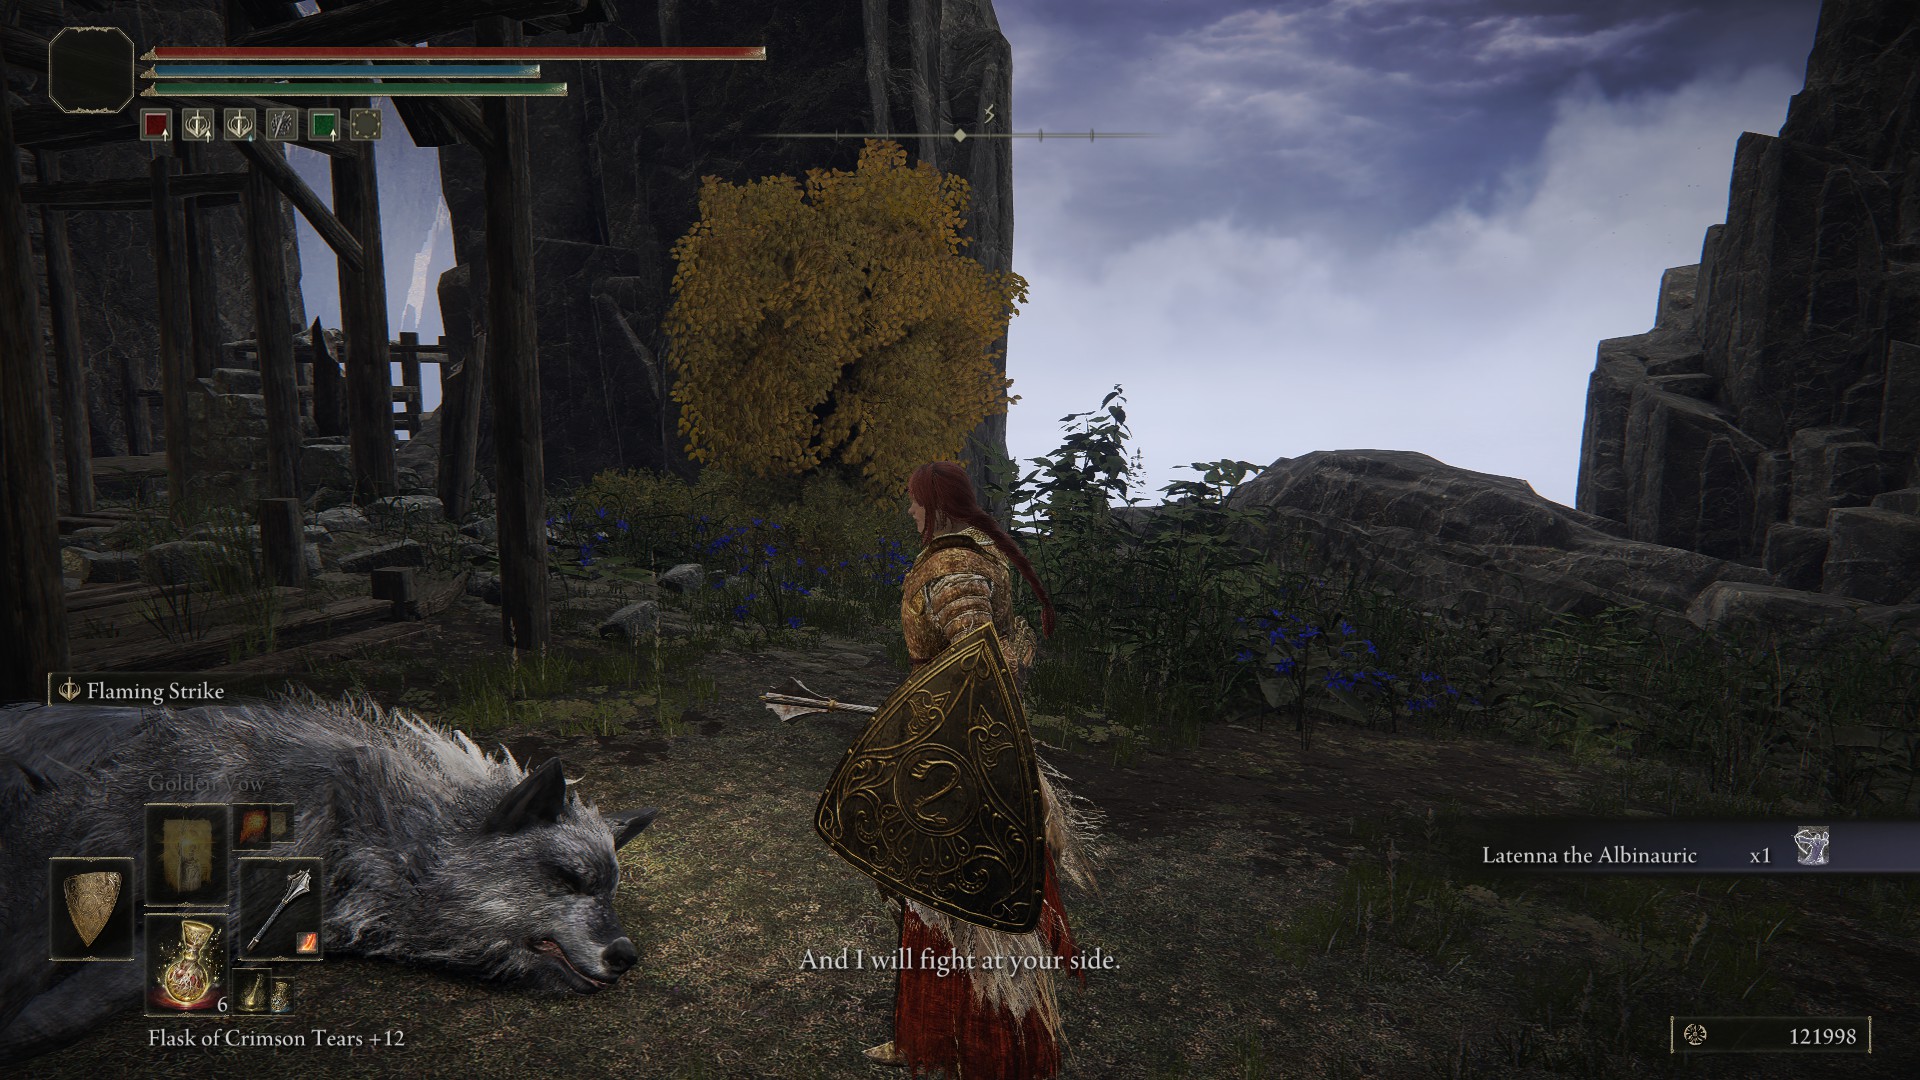 Flaming Strike
Golden Vow
Latenna the Albinauric x1
And I will fight at your side.
6
Flask of Crimson Tears +12
121998